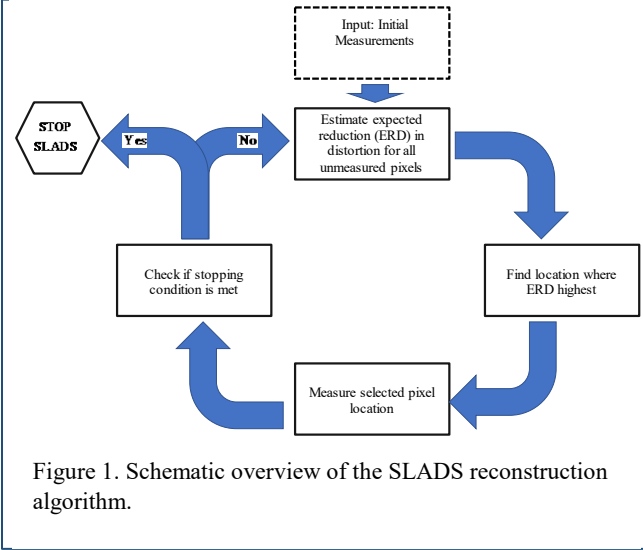 Input: Initial
Measurements
Estimate expected
reduction (ERD) in
distortion for all
unmeasured pixels
STOP
SLADS
Yes
No
Check if stopping
condition is met
Find location where
ERD highest
Measure selected pixel
location
Figure 1. Schematic overview of the SLADS reconstruction
algorithm.